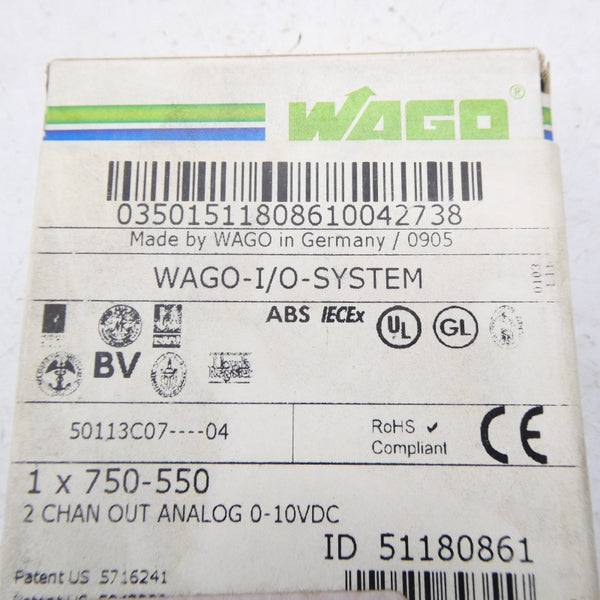 WAGO®
03501511808610042738
Made by WAGO in Germany / 0905
WAGO-I/O-SYSTEM
ABS IECEx UL GL
BV
50113C07----04
RoHS ✓
Compliant
CE
1 x 750-550
2 CHAN OUT ANALOG 0-10VDC
ID 51180861
Patent US 5716241